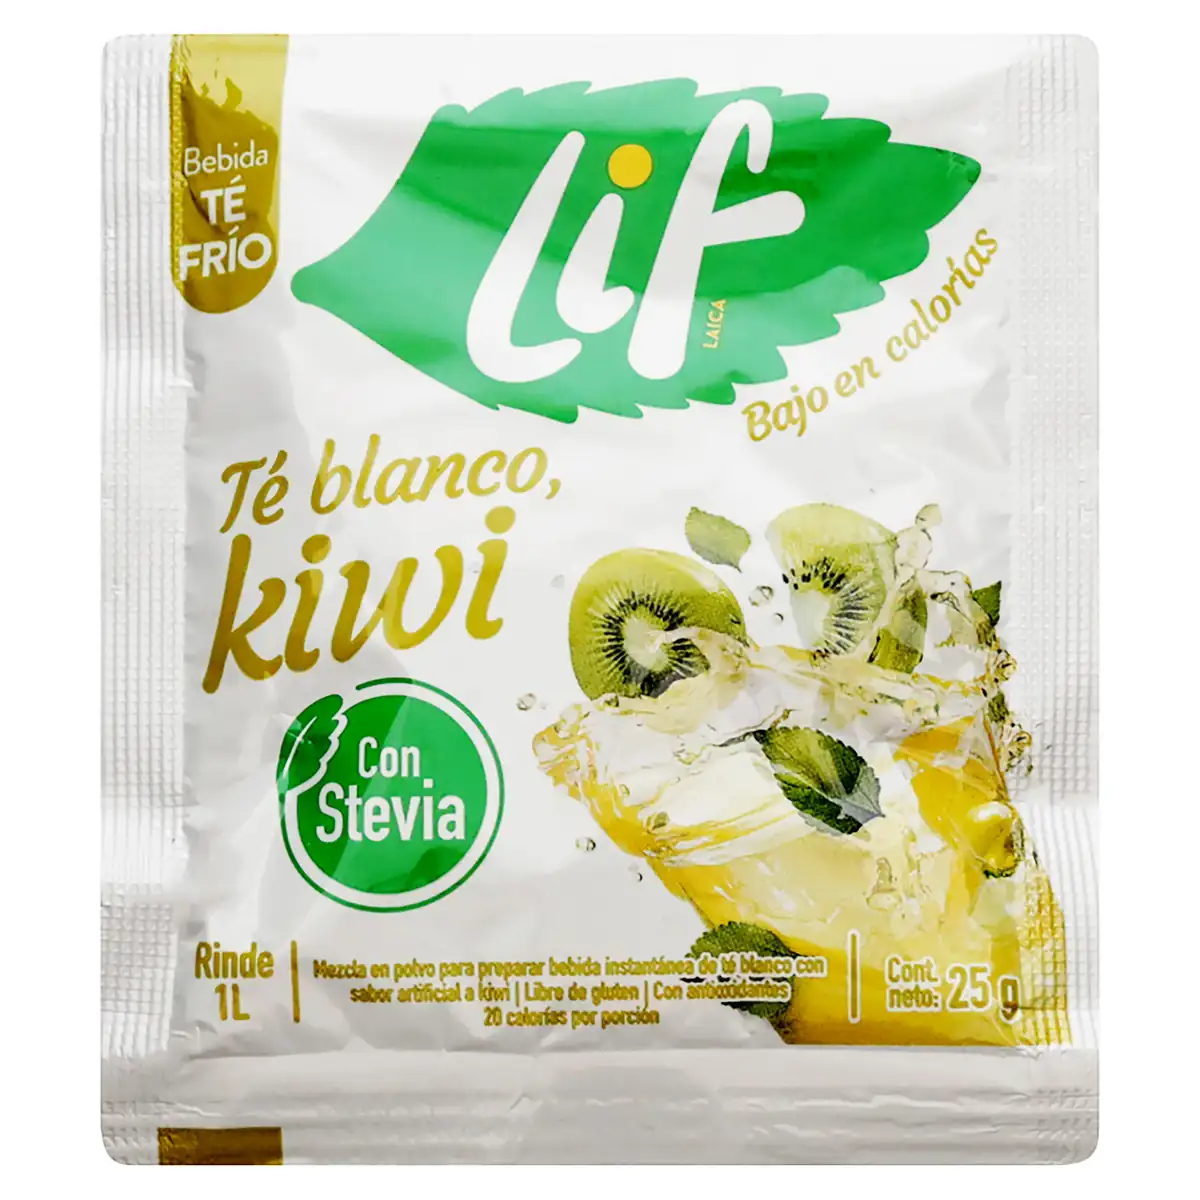 Bebida
TÉ
FRÍO
Lif
LAICA
Bajo en calorías
Té blanco,
kiwi
Con
Stevia
Rinde
1L
Mezcla en polvo para preparar bebida instantánea de té blanco con
sabor artificial a kiwi | Libre de gluten | Con antioxidantes
20 calorías por porción
Cont.
neto: 25 g